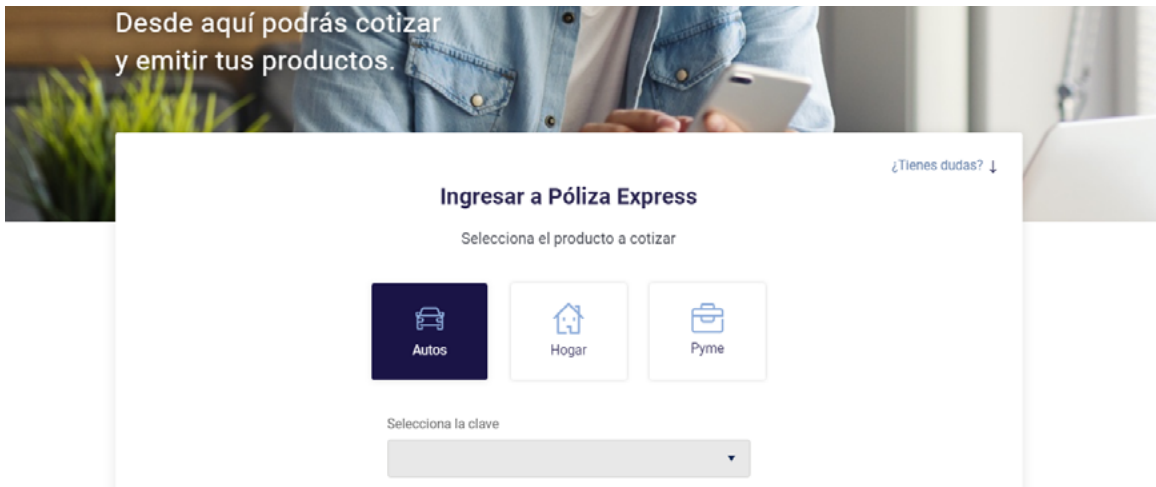 Desde aquí podrás cotizar
y emitir tus productos.
¿Tienes dudas? ↓
Ingresar a Póliza Express
Selecciona el producto a cotizar
Autos
Hogar
Pyme
Selecciona la clave